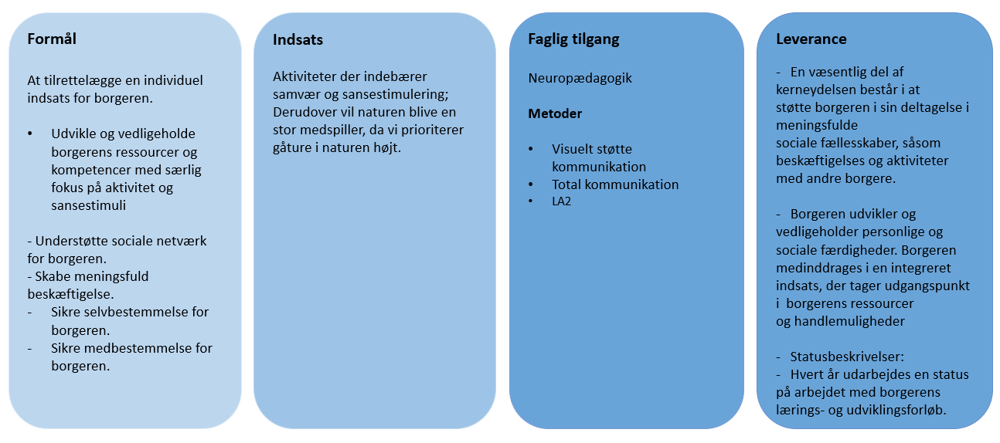 Formål
At tilrettelægge en individuel
indsats for borgeren.
• Udvikle og vedligeholde
borgerens ressourcer og
kompetencer med særlig
fokus på aktivitet og
sansestimuli
- Understøtte sociale netværk
for borgeren.
- Skabe meningsfuld
beskæftigelse.
- Sikre selvbestemmelse for
borgeren.
- Sikre medbestemmelse for
borgeren.
Indsats
Aktiviteter der indebærer
samvær og sansestimulering;
Derudover vil naturen blive en
stor medspiller, da vi prioriterer
gåture i naturen højt.
Faglig tilgang
Neuropædagogik
Metoder
• Visuelt støtte
kommunikation
• Total kommunikation
• LA2
Leverance
- En væsentlig del af
kerneydelsen består i at
støtte borgeren i sin deltagelse i
meningsfulde
sociale fællesskaber, såsom
beskæftigelses og aktiviteter
med andre borgere.
- Borgeren udvikler og
vedligeholder personlige og
sociale færdigheder. Borgeren
medinddrages i en integreret
indsats, der tager udgangspunkt
i borgerens ressourcer
og handlemuligheder
- Statusbeskrivelser:
- Hvert år udarbejdes en status
på arbejdet med borgerens
lærings- og udviklingsforløb.